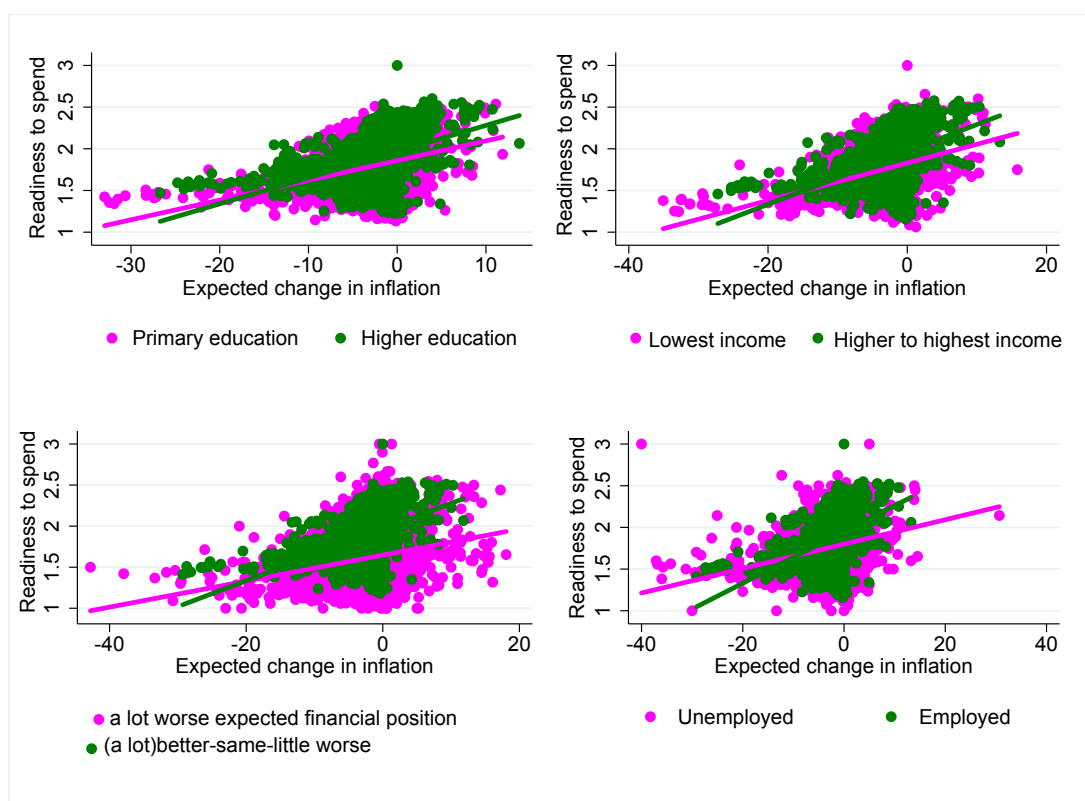 Readiness to spend
3
2.5
2
1.5
1
-30 -20 -10 0 10
Expected change in inflation
Primary education Higher education
Readiness to spend
3
2.5
2
1.5
1
-40 -20 0 20
Expected change in inflation
Lowest income Higher to highest income
Readiness to spend
3
2.5
2
1.5
1
-40 -20 0 20
Expected change in inflation
a lot worse expected financial position
(a lot)better-same-little worse
Readiness to spend
3
2.5
2
1.5
1
-40 -20 0 20 40
Expected change in inflation
Unemployed Employed